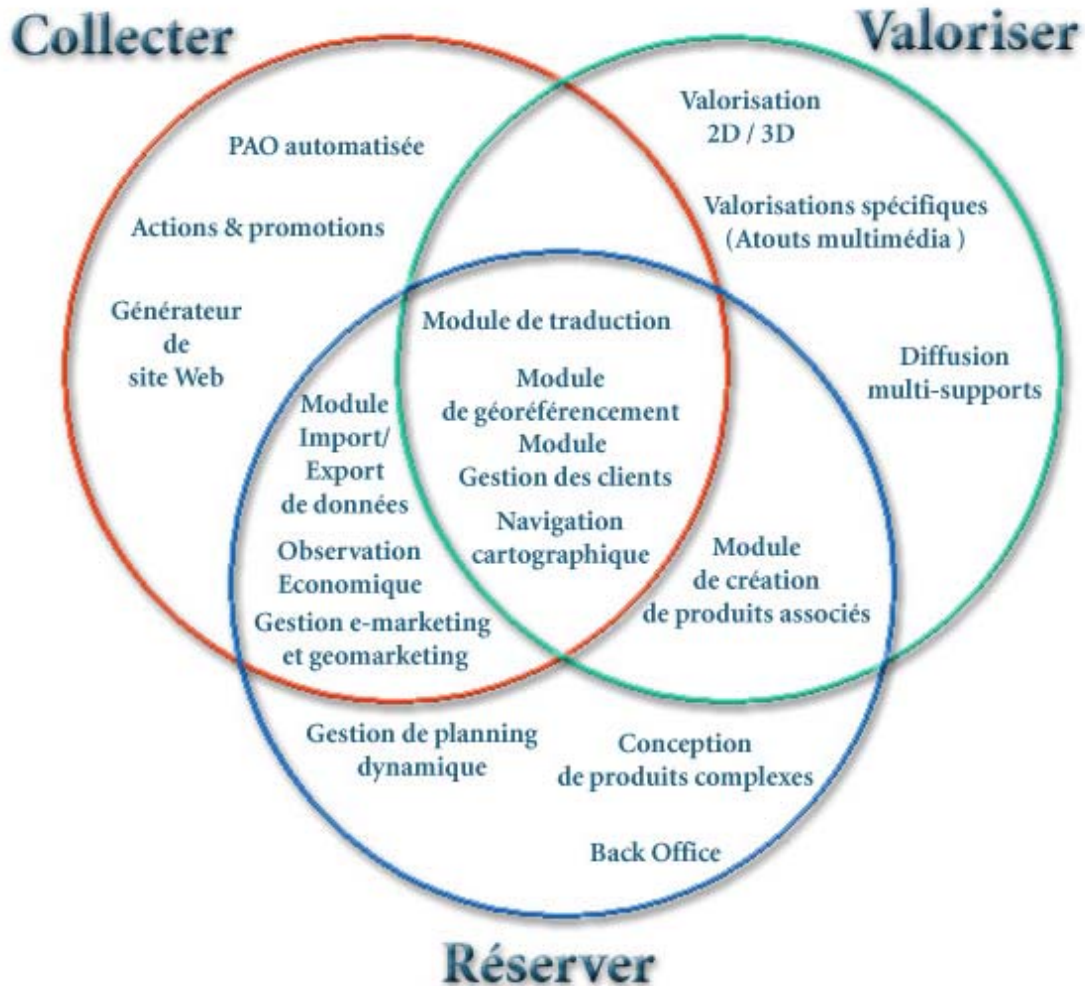 Collecter
Valoriser
PAO automatisée
Actions & promotions
Générateur
de
site Web
Valorisation
2D / 3D
Valorisations spécifiques
(Atouts multimédia )
Diffusion
multi-supports
Module de traduction
Module
de géoréférencement
Module
Gestion des clients
Navigation
cartographique
Module
Import/
Export
de données
Observation
Economique
Gestion e-marketing
et geomarketing
Module
de création
de produits associés
Gestion de planning
dynamique
Conception
de produits complexes
Back Office
Réserver